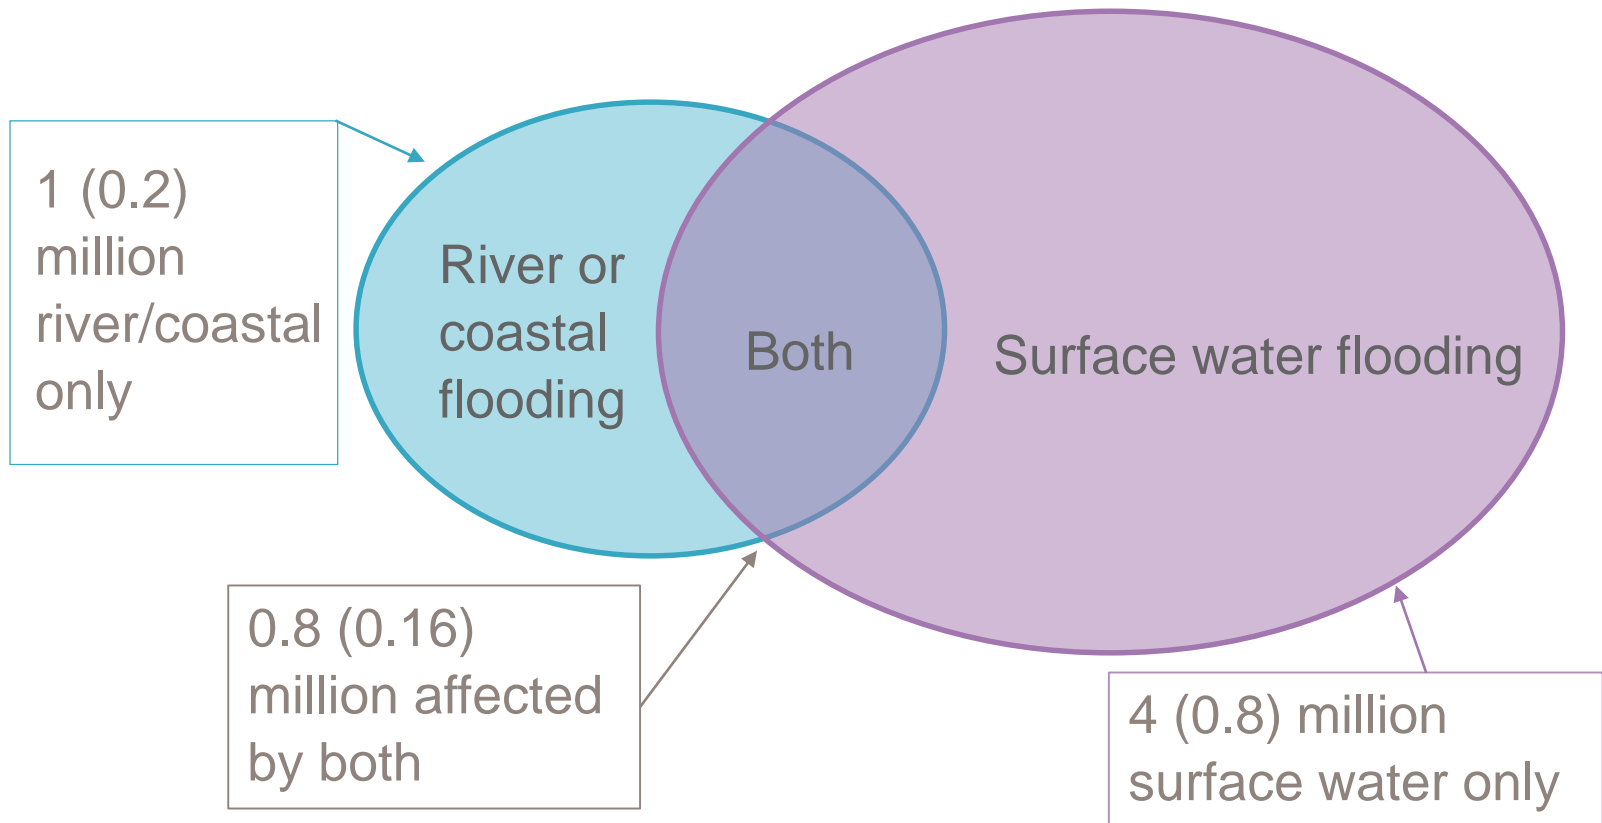 1 (0.2)
million
river/coastal
only
River or
coastal
flooding
Both
Surface water flooding
0.8 (0.16)
million affected
by both
4 (0.8) million
surface water only